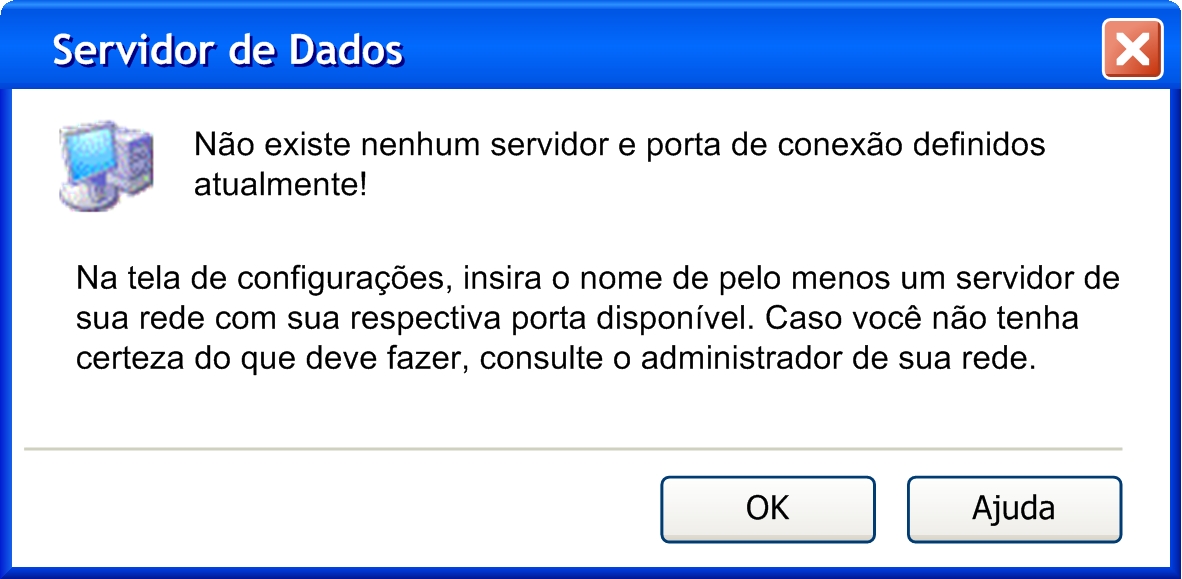 Servidor de Dados
Não existe nenhum servidor e porta de conexão definidos
atualmente!
Na tela de configurações, insira o nome de pelo menos um servidor de
sua rede com sua respectiva porta disponível. Caso você não tenha
certeza do que deve fazer, consulte o administrador de sua rede.
OK
Ajuda